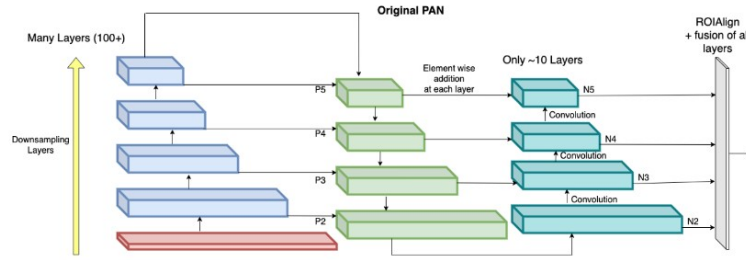 Original PAN
Many Layers (100+)
Downsampling
Layers
P5
P4
P3
P2
Element wise
addition
at each layer
Only ~10 Layers
N5
Convolution
N4
Convolution
N3
Convolution
N2
ROIAlign
+ fusion of al
layers